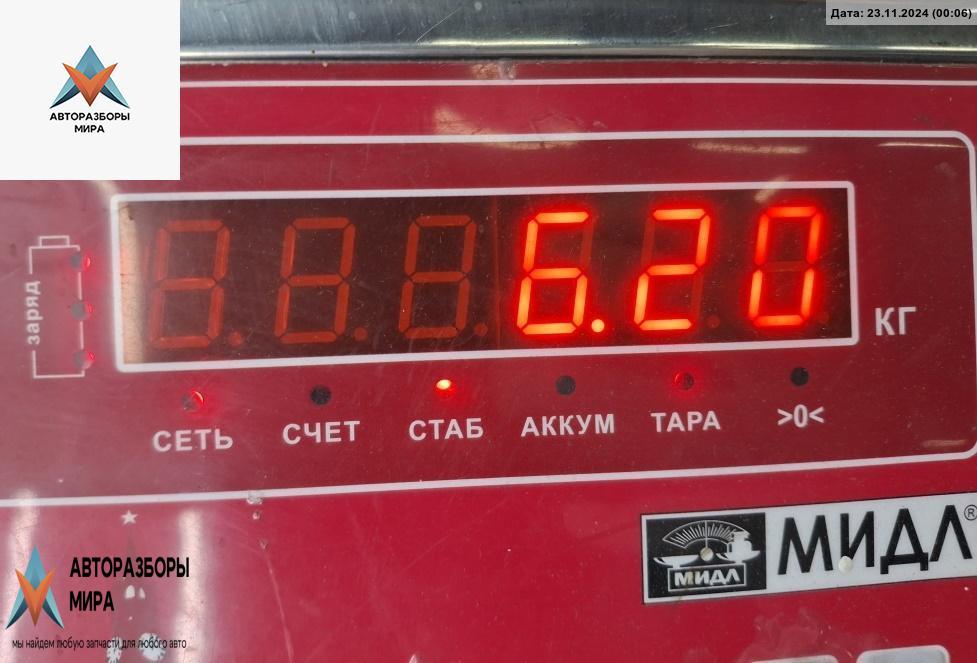 Дата: 23.11.2024 (00:06)
АВТОРАЗБОРЫ
МИРА
заряд
6.20
КГ
СЕТЬ СЧЕТ СТАБ АККУМ ТАРА >0<
МИДЛ МИДЛ®
АВТОРАЗБОРЫ
МИРА
мы найдем любую запчасти для любого авто